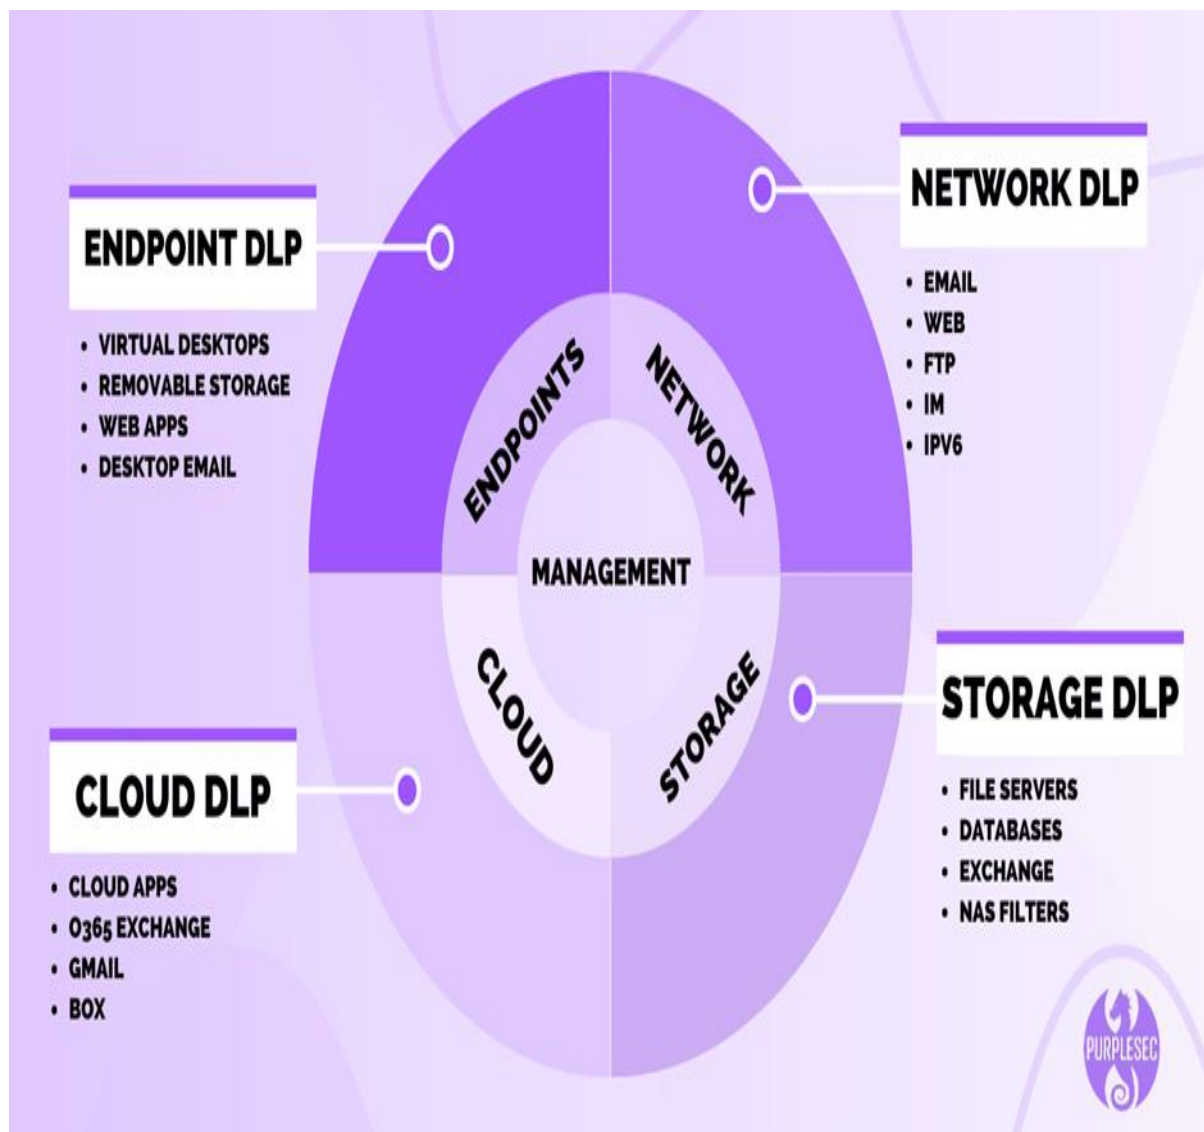 ENDPOINT DLP
• VIRTUAL DESKTOPS
• REMOVABLE STORAGE
• WEB APPS
• DESKTOP EMAIL
NETWORK DLP
• EMAIL
• WEB
• FTP
• IM
• IPV6
ENDPOINTS
NETWORK
MANAGEMENT
CLOUD
STORAGE
CLOUD DLP
• CLOUD APPS
• O365 EXCHANGE
• GMAIL
• BOX
STORAGE DLP
• FILE SERVERS
• DATABASES
• EXCHANGE
• NAS FILTERS
PURPLESEC